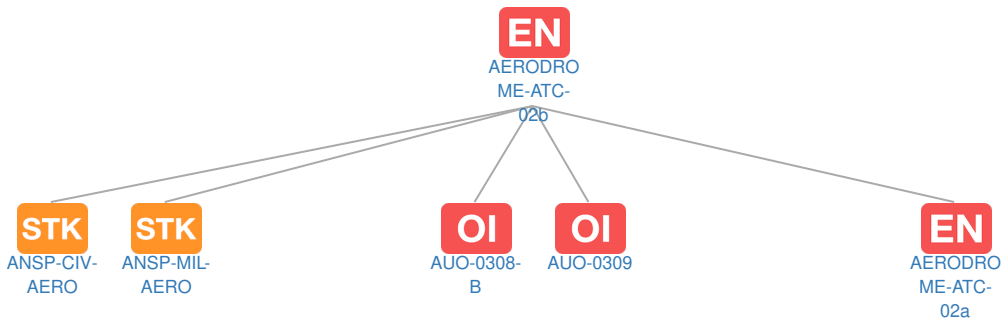 EN
AERODRO
ME-ATC-
02b
STK
ANSP-CIV-
AERO
STK
ANSP-MIL-
AERO
OI
AUO-0308-
B
OI
AUO-0309
EN
AERODRO
ME-ATC-
02a